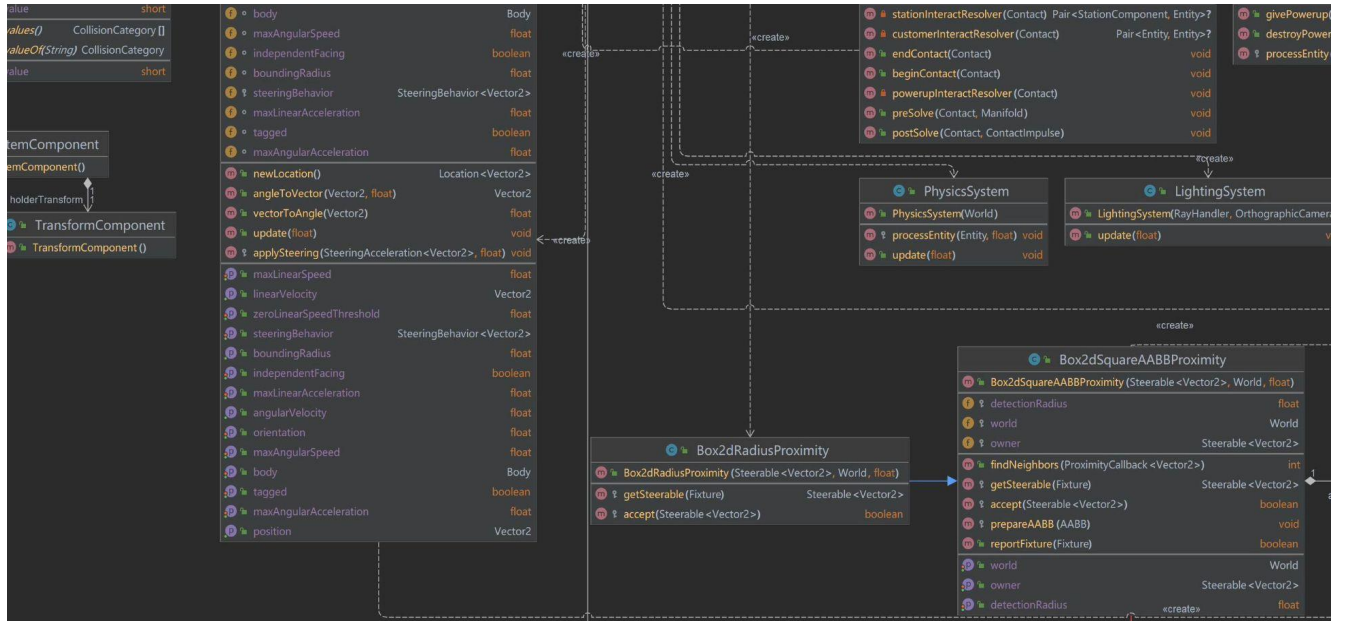 value short
values() CollisionCategory[]
valueOf(String) CollisionCategory
value short
temComponent
emComponent()
1
holderTransform 1
TransformComponent
TransformComponent()
body Body
maxAngularSpeed float
independentFacing boolean
boundingRadius float
steeringBehavior SteeringBehavior<Vector2>
maxLinearAcceleration float
tagged boolean
maxAngularAcceleration float
newLocation() Location<Vector2>
angleToVector(Vector2, float) Vector2
vectorToAngle(Vector2) float
update(float) void
applySteering(SteeringAcceleration<Vector2>, float) void
maxLinearSpeed float
linearVelocity Vector2
zeroLinearSpeedThreshold float
steeringBehavior SteeringBehavior<Vector2>
boundingRadius float
independentFacing boolean
maxLinearAcceleration float
angularVelocity float
orientation float
maxAngularSpeed float
body Body
tagged boolean
maxAngularAcceleration float
position Vector2
«create»
«create»
«create»
«create»
stationInteractResolver(Contact) Pair<StationComponent, Entity>?
customerInteractResolver(Contact) Pair<Entity, Entity>?
endContact(Contact) void
beginContact(Contact) void
powerupInteractResolver(Contact) void
preSolve(Contact, Manifold) void
postSolve(Contact, ContactImpulse) void
givePowerup(
destroyPower
processEntity
«create»
PhysicsSystem
PhysicsSystem(World)
processEntity(Entity, float) void
update(float) void
LightingSystem
LightingSystem(RayHandler, OrthographicCamera
update(float) v
«create»
Box2dRadiusProximity
Box2dRadiusProximity(Steerable<Vector2>, World, float)
getSteerable(Fixture) Steerable<Vector2>
accept(Steerable<Vector2>) boolean
Box2dSquareAABBProximity
Box2dSquareAABBProximity(Steerable<Vector2>, World, float)
detectionRadius float
world World
owner Steerable<Vector2>
findNeighbors(ProximityCallback<Vector2>) int
getSteerable(Fixture) Steerable<Vector2>
accept(Steerable<Vector2>) boolean
prepareAABB(AABB) void
reportFixture(Fixture) boolean
world World
owner Steerable<Vector2>
detectionRadius float
«create»
1